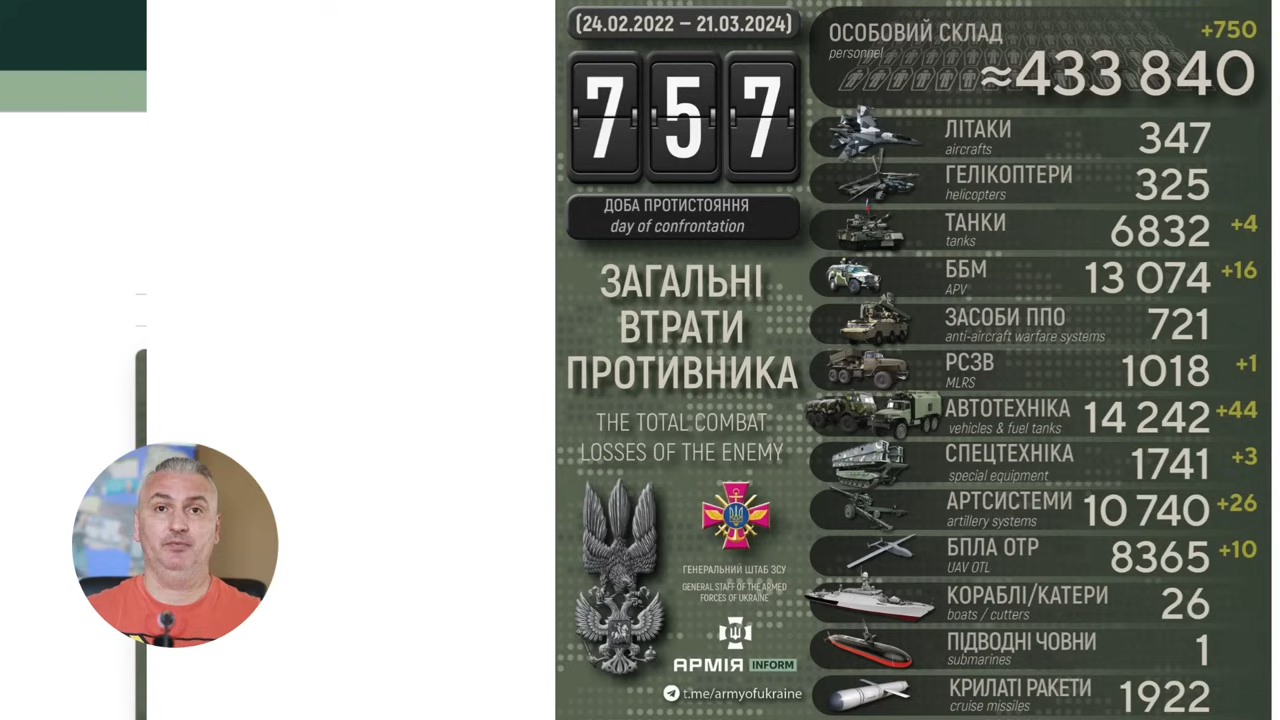 (24.02.2022 – 21.03.2024)
757
ДОБА ПРОТИСТОЯННЯ
day of confrontation
ЗАГАЛЬНІ
ВТРАТИ
ПРОТИВНИКА
THE TOTAL COMBAT
LOSSES OF THE ENEMY
ГЕНЕРАЛЬНИЙ ШТАБ ЗСУ
GENERAL STAFF OF THE ARMED
FORCES OF UKRAINE
АРМІЯ INFORM
t.me/armyofukraine
ОСОБОВИЙ СКЛАД +750
personnel
≈433 840
ЛІТАКИ 347
aircrafts
ГЕЛІКОПТЕРИ 325
helicopters
ТАНКИ 6832 +4
tanks
ББМ 13 074 +16
APV
ЗАСОБИ ППО 721
anti-aircraft warfare systems
РСЗВ 1018 +1
MLRS
АВТОТЕХНІКА 14 242 +44
vehicles & fuel tanks
СПЕЦТЕХНІКА 1741 +3
special equipment
АРТСИСТЕМИ 10 740 +26
artillery systems
БПЛА ОТР 8365 +10
UAV OTL
КОРАБЛІ/КАТЕРИ 26
boats / cutters
ПІДВОДНІ ЧОВНИ 1
submarines
КРИЛАТІ РАКЕТИ 1922
cruise missiles